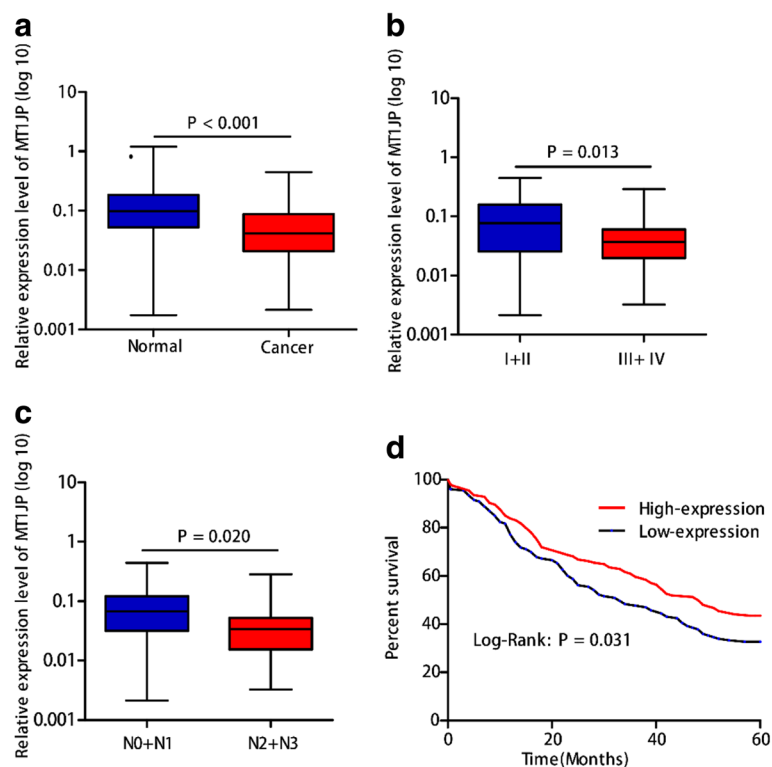 a
Relative expression level of MT1JP (log 10)
10
1
0.1
0.01
0.001
P < 0.001
Normal
Cancer
b
Relative expression level of MT1JP (log 10)
10
1
0.1
0.01
0.001
P = 0.013
I+II
III+ IV
c
Relative expression level of MT1JP (log 10)
10
1
0.1
0.01
0.001
P = 0.020
N0+N1
N2+N3
d
Percent survival
100
80
60
40
20
0
High-expression
Low-expression
Log-Rank: P = 0.031
0
20
40
60
Time(Months)